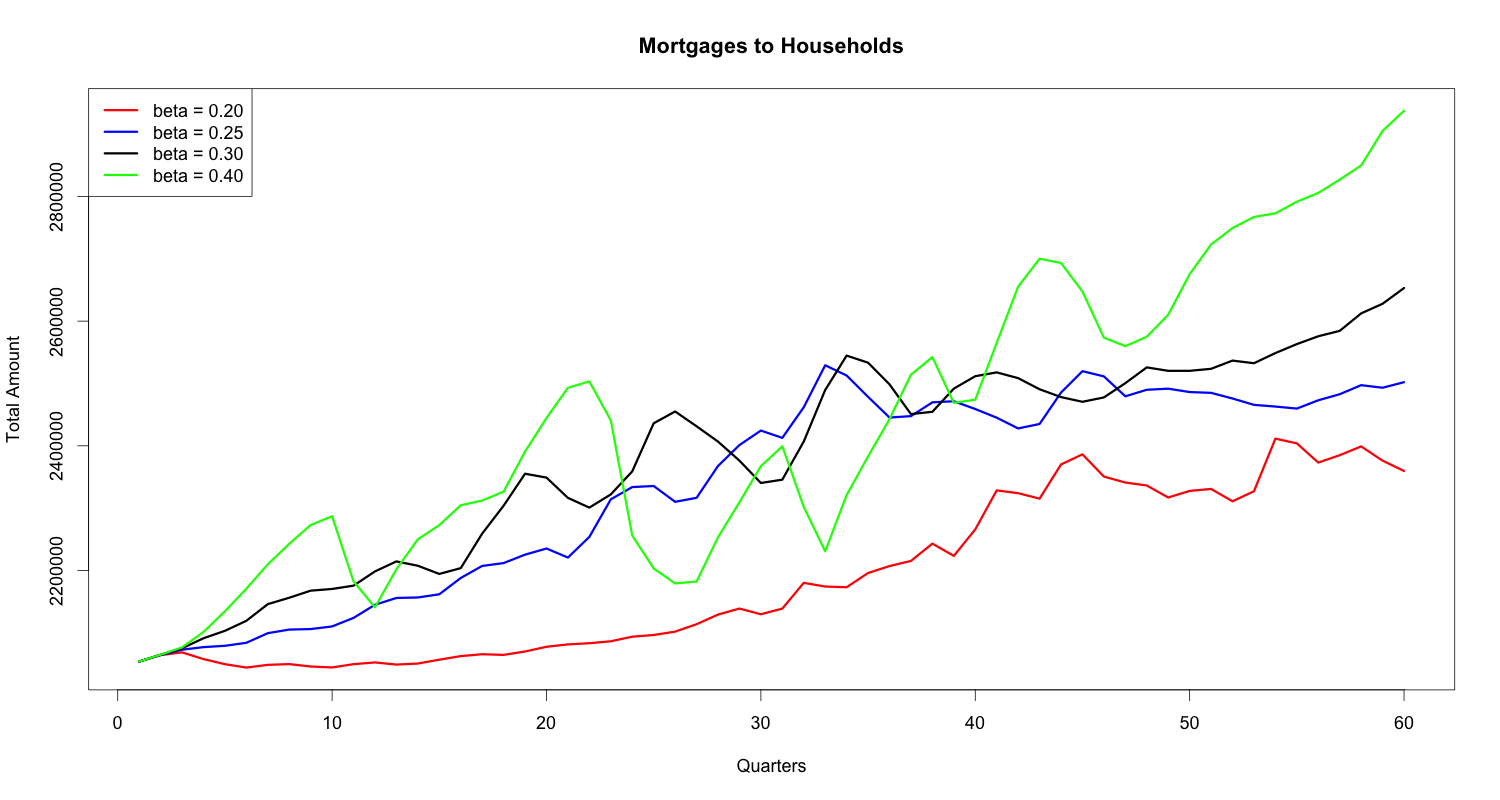 Mortgages to Households
beta = 0.20
beta = 0.25
beta = 0.30
beta = 0.40
Total Amount
2800000
2600000
2400000
2200000
0 10 20 30 40 50 60
Quarters